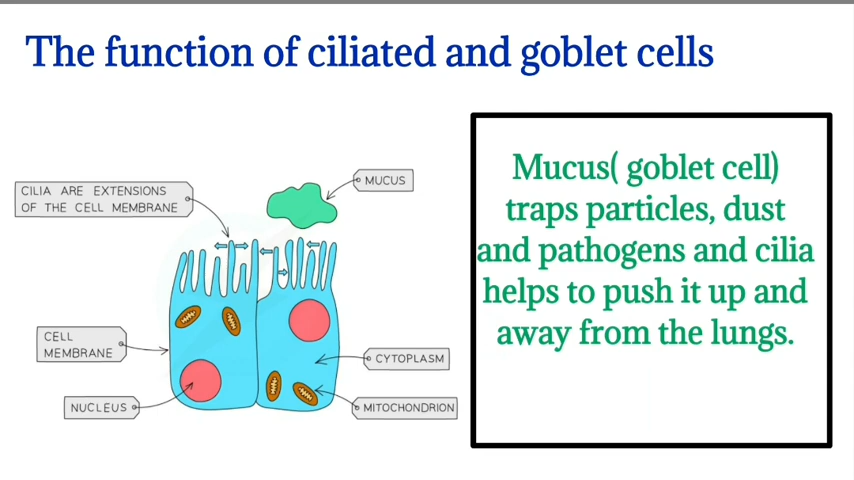 The function of ciliated and goblet cells
CILIA ARE EXTENSIONS
OF THE CELL MEMBRANE
MUCUS
CELL
MEMBRANE
NUCLEUS
CYTOPLASM
MITOCHONDRION
Mucus( goblet cell)
traps particles, dust
and pathogens and cilia
helps to push it up and
away from the lungs.